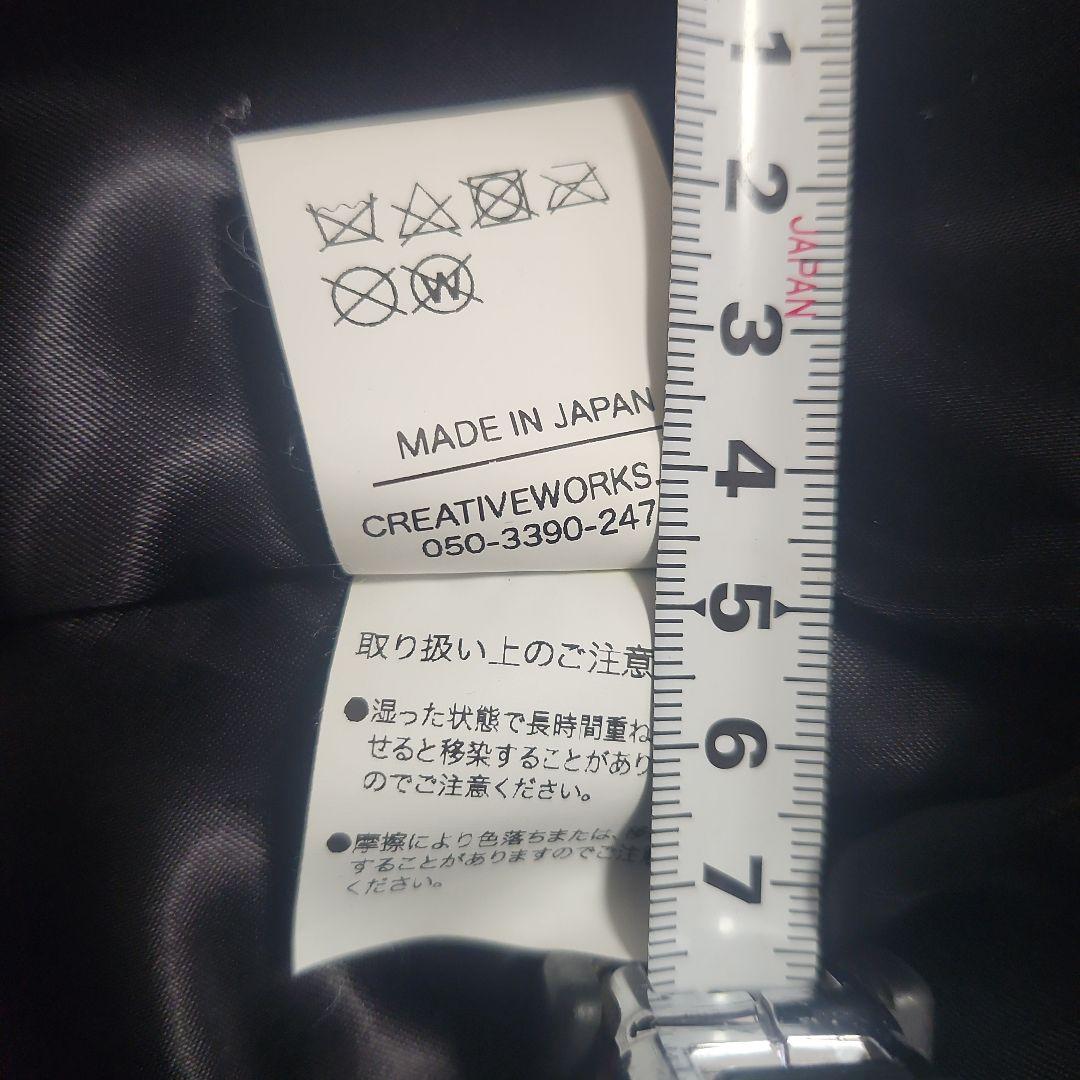 MADE IN JAPAN
CREATIVEWORKS.
050-3390-247
取り扱い上のご注意
●湿った状態で長時間重ね
せると移染することがあり
のでご注意ください。
●摩擦により色落ちまたは、移
することがありますのでご注意
ください。
W
1
2
JAPAN
3
4
5
6
7